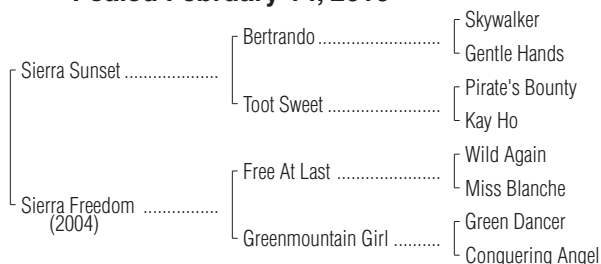 Foaled February
Skywalker
Bertrando ........................
Gentle Hands
Sierra Sunset ...................
Pirate's Bounty
Toot Sweet ......................
Kay Ho
Wild Again
Free At Last .....................
Miss Blanche
Sierra Freedom ...............
(2004)
Green Dancer
Greenmountain Girl ..........
Conquering Angel